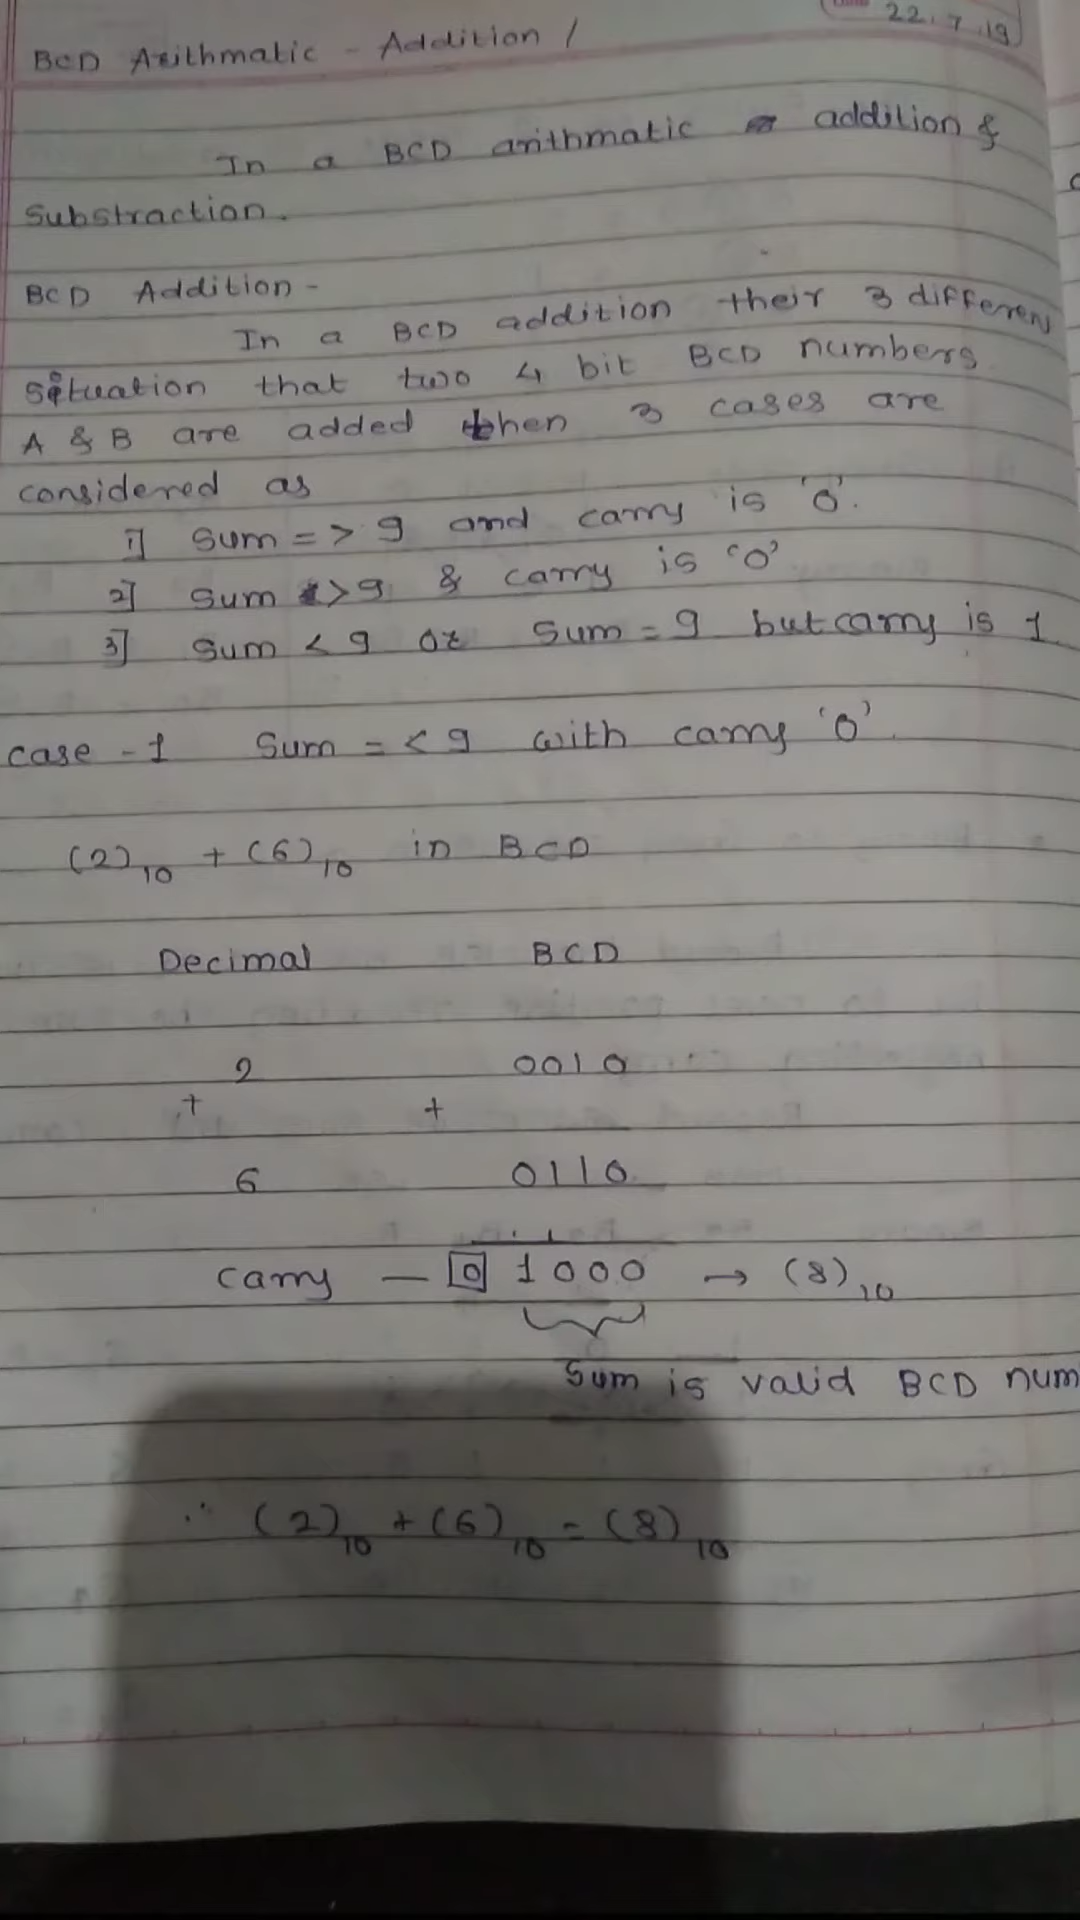 22.7.19
BCD Arithmatic - Addition /
In a BCD arithmatic addition &
Substraction.
BCD Addition -
In a BCD addition their 3 differen
situation that two 4 bit BCD numbers
A & B are added then 3 cases are
considered as
1] Sum = > 9 and carry is '0'.
2] Sum > 9 & carry is '0'
3] Sum < 9 or Sum = 9 but carry is 1
case - 1 Sum = < 9 with carry '0'.
(2)₁₀ + (6)₁₀ in BCD
Decimal BCD
2 0010
+ +
6 0110
carry — 0 1000 → (8)₁₀
Sum is valid BCD num
∴ (2)₁₀ + (6)₁₀ = (8)₁₀